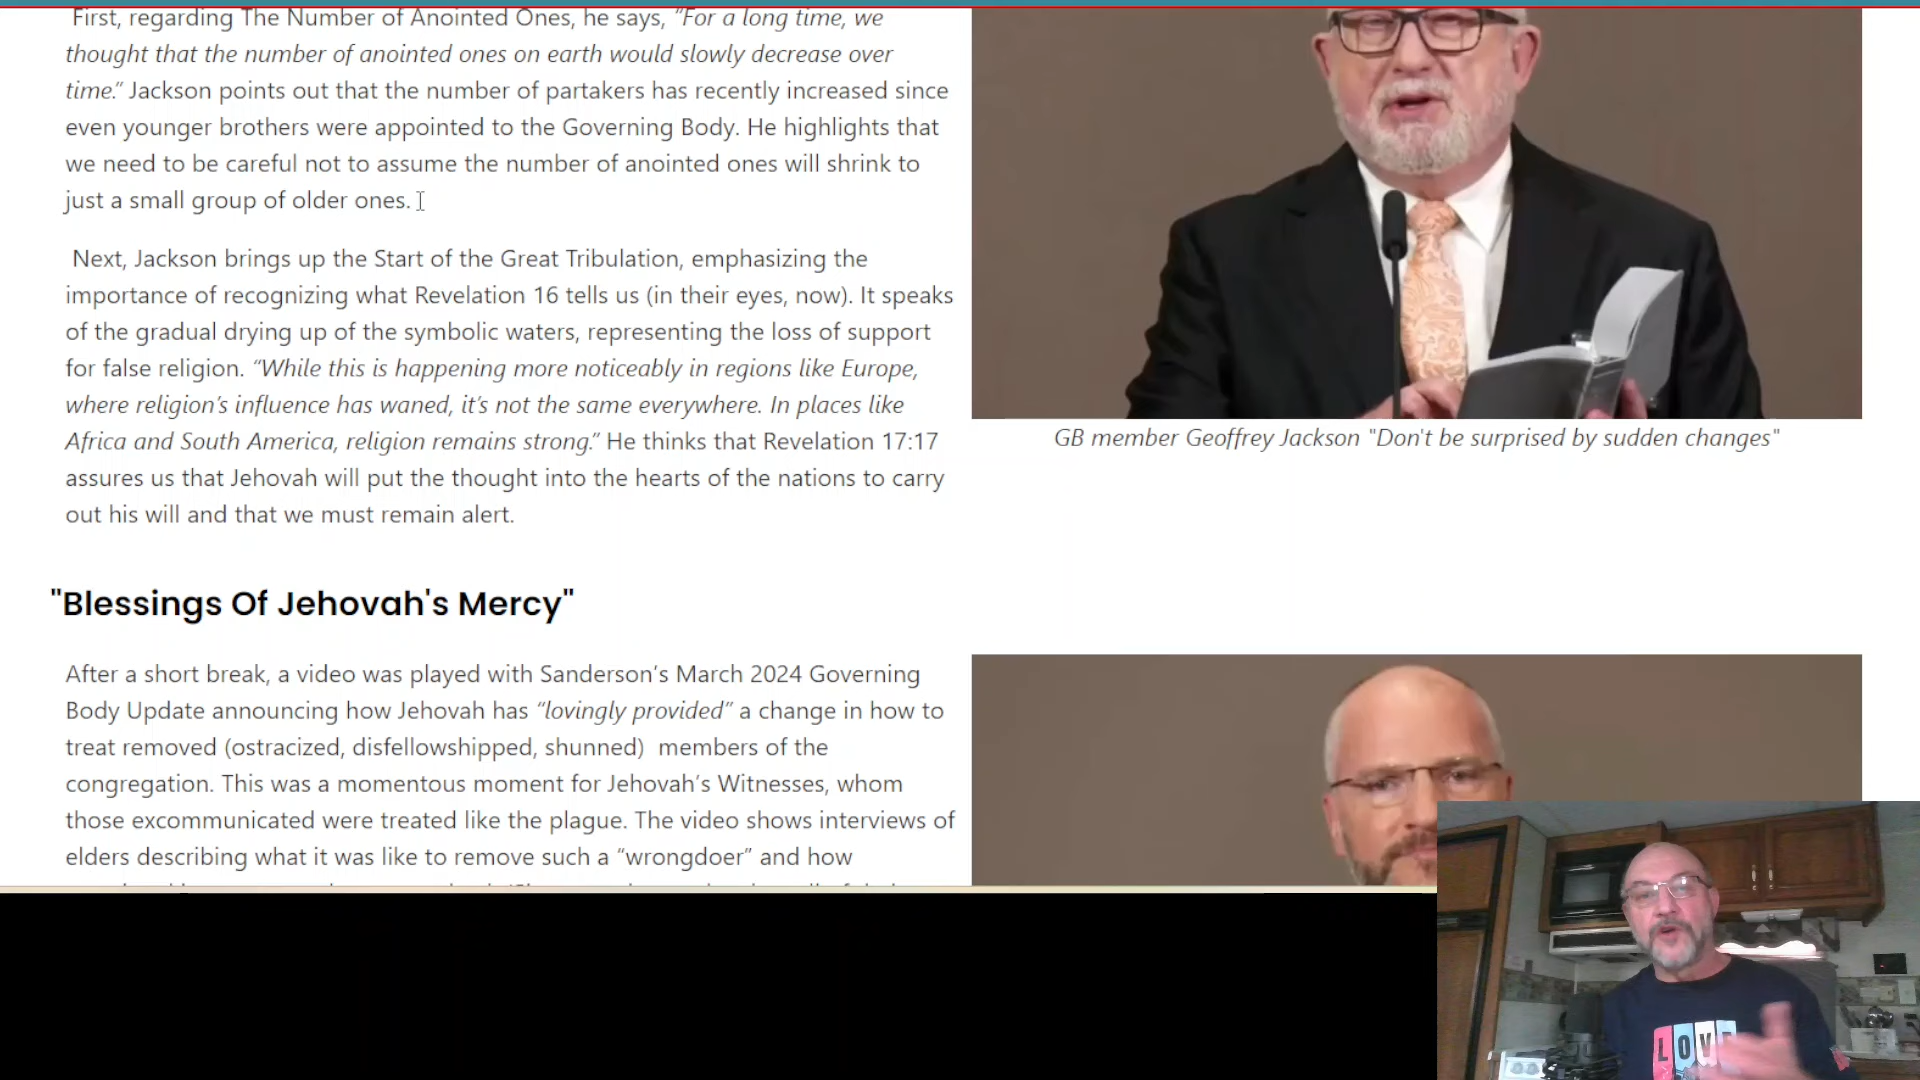 First, regarding The Number of Anointed Ones, he says, “For a long time, we
thought that the number of anointed ones on earth would slowly decrease over
time.” Jackson points out that the number of partakers has recently increased since
even younger brothers were appointed to the Governing Body. He highlights that
we need to be careful not to assume the number of anointed ones will shrink to
just a small group of older ones.
Next, Jackson brings up the Start of the Great Tribulation, emphasizing the
importance of recognizing what Revelation 16 tells us (in their eyes, now). It speaks
of the gradual drying up of the symbolic waters, representing the loss of support
for false religion. “While this is happening more noticeably in regions like Europe,
where religion’s influence has waned, it’s not the same everywhere. In places like
Africa and South America, religion remains strong.” He thinks that Revelation 17:17
assures us that Jehovah will put the thought into the hearts of the nations to carry
out his will and that we must remain alert.
GB member Geoffrey Jackson "Don't be surprised by sudden changes"
"Blessings Of Jehovah's Mercy"
After a short break, a video was played with Sanderson’s March 2024 Governing
Body Update announcing how Jehovah has “lovingly provided” a change in how to
treat removed (ostracized, disfellowshipped, shunned) members of the
congregation. This was a momentous moment for Jehovah’s Witnesses, whom
those excommunicated were treated like the plague. The video shows interviews of
elders describing what it was like to remove such a “wrongdoer” and how
LOVE